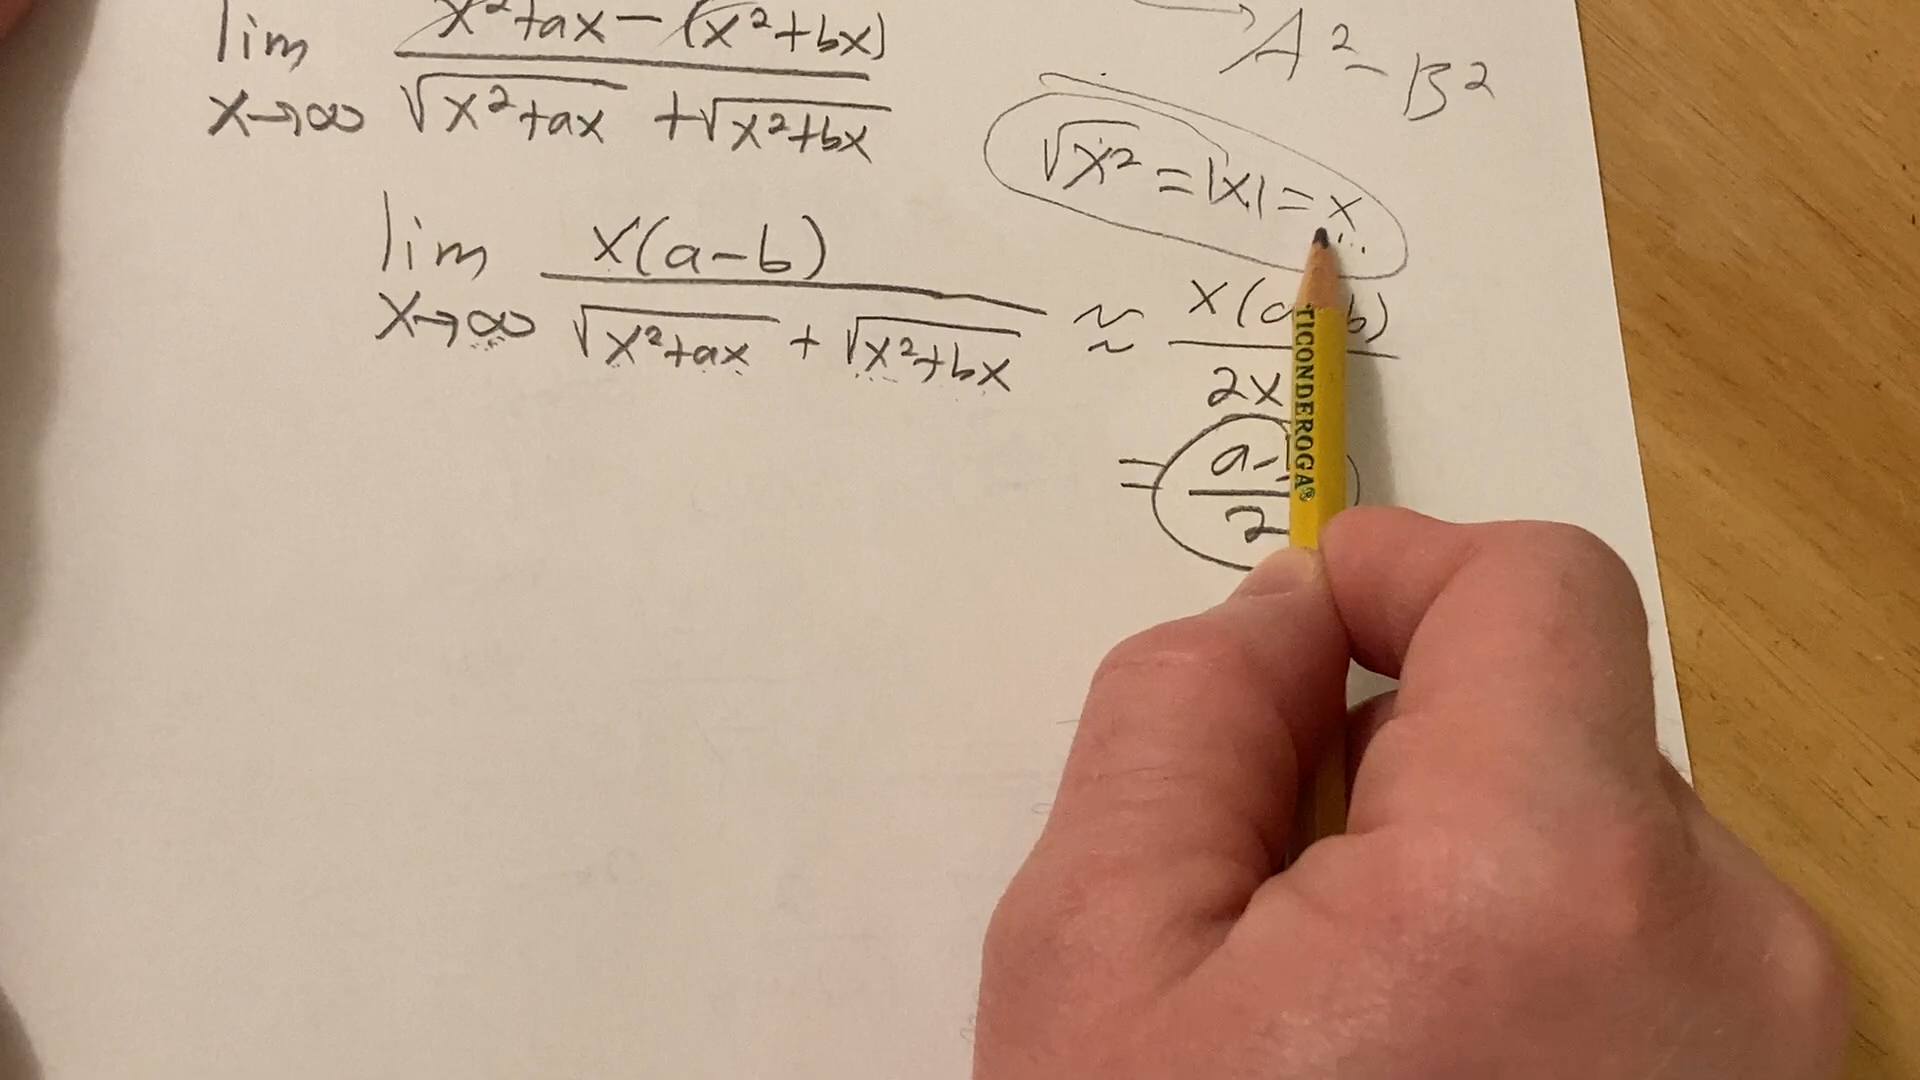 lim x→∞ x²+ax-(x²+bx) / √x²+ax + √x²+bx
→ A²-B²
√x² = |x| = x
lim x→∞ x(a-b) / √x²+ax + √x²+bx ≈ x( b) / 2x
= a- / 2
TICONDEROGA®